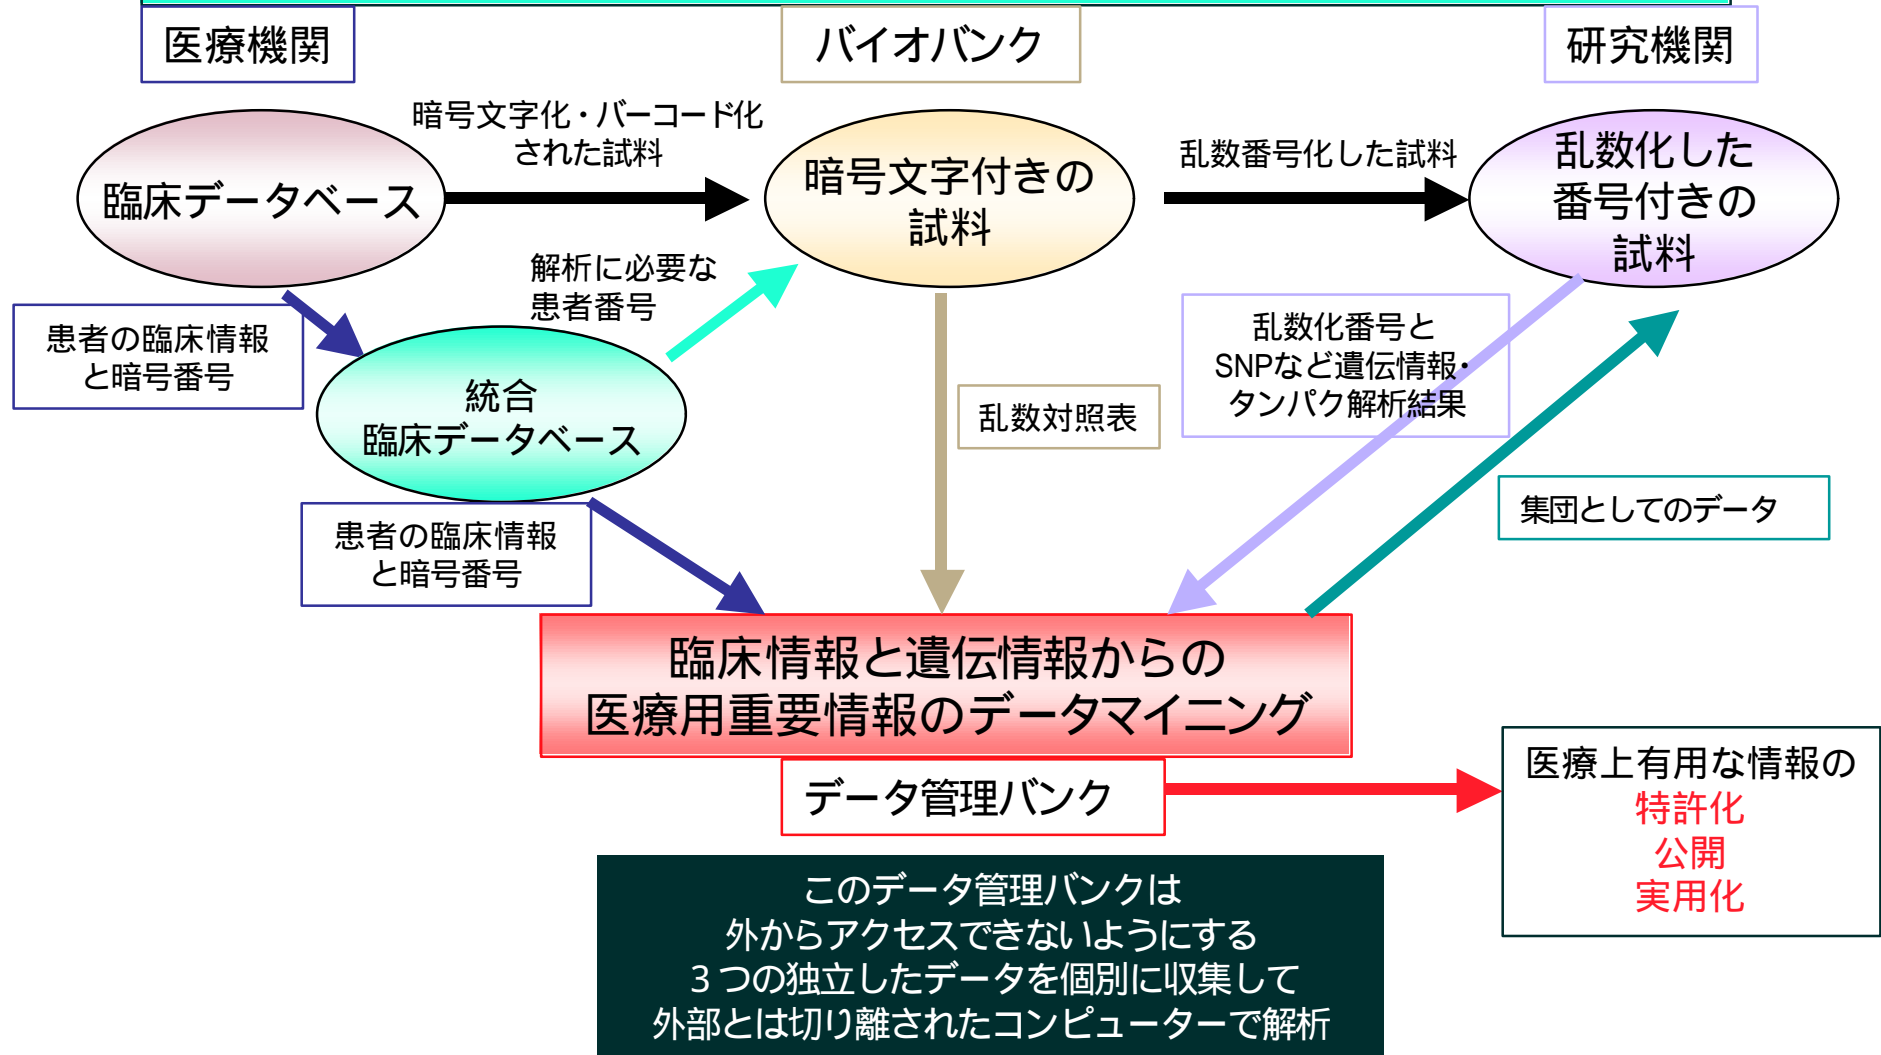 医療機関
バイオバンク
研究機関
暗号文字化・バーコード化
された試料
乱数番号化した試料
臨床データベース
暗号文字付きの
試料
乱数化した
番号付きの
試料
解析に必要な
患者番号
患者の臨床情報
と暗号番号
統合
臨床データベース
乱数対照表
乱数化番号と
SNPなど遺伝情報・
タンパク解析結果
集団としてのデータ
患者の臨床情報
と暗号番号
臨床情報と遺伝情報からの
医療用重要情報のデータマイニング
データ管理バンク
医療上有用な情報の
特許化
公開
実用化
このデータ管理バンクは
外からアクセスできないようにする
3つの独立したデータを個別に収集して
外部とは切り離されたコンピューターで解析